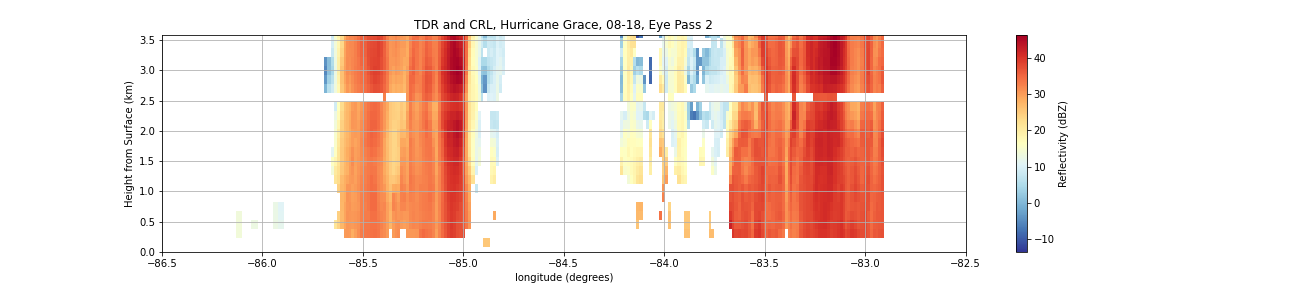 TDR and CRL, Hurricane Grace, 08-18, Eye Pass 2
3.5
3.0
2.5
2.0
1.5
1.0
0.5
0.0
Height from Surface (km)
−86.5 −86.0 −85.5 −85.0 −84.5 −84.0 −83.5 −83.0 −82.5
longitude (degrees)
40
30
20
10
0
−10
Reflectivity (dBZ)